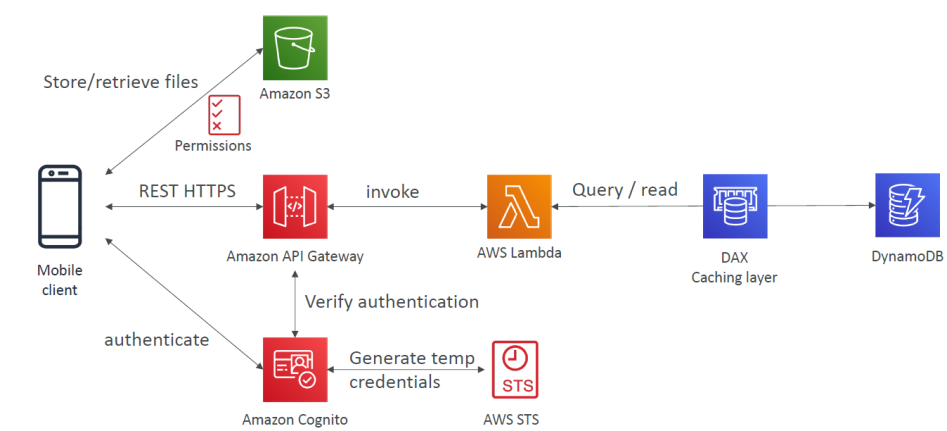 Store/retrieve files
Amazon S3
Permissions
REST HTTPS
invoke
Query / read
Mobile
client
Amazon API Gateway
AWS Lambda
DAX
Caching layer
DynamoDB
Verify authentication
authenticate
Generate temp
credentials
STS
Amazon Cognito
AWS STS